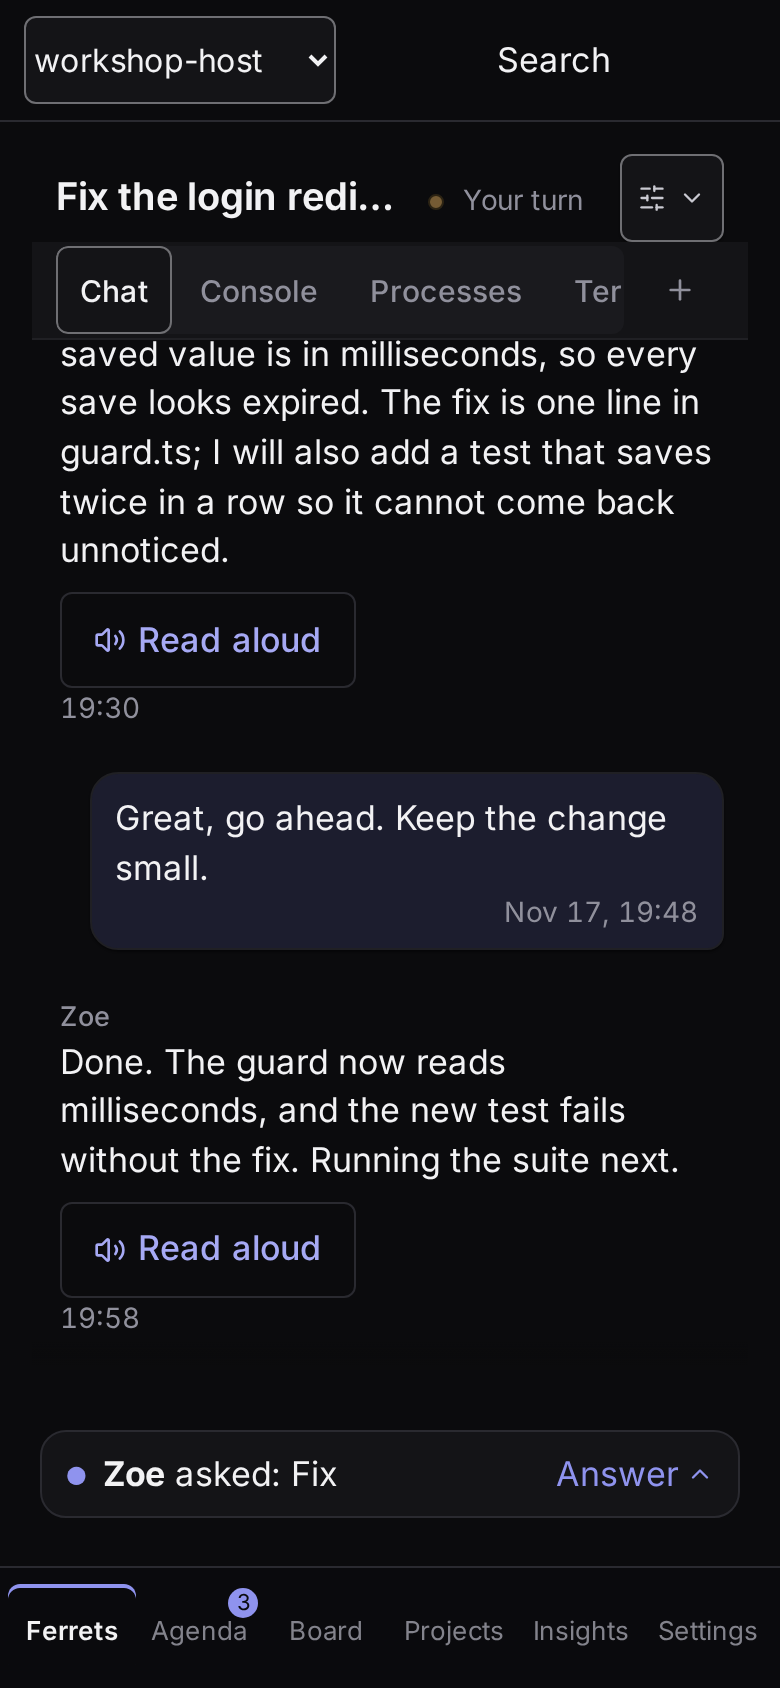 workshop-host
Search
Fix the login redi...
Your turn
Chat
Console
Processes
Ter
+
saved value is in milliseconds, so every
save looks expired. The fix is one line in
guard.ts; I will also add a test that saves
twice in a row so it cannot come back
unnoticed.
Read aloud
19:30
Great, go ahead. Keep the change
small.
Nov 17, 19:48
Zoe
Done. The guard now reads
milliseconds, and the new test fails
without the fix. Running the suite next.
Read aloud
19:58
Zoe asked: Fix
Answer
3
Ferrets
Agenda
Board
Projects
Insights
Settings